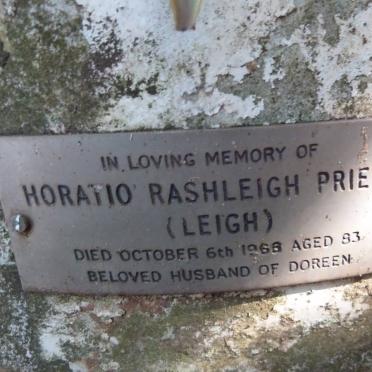 IN LOVING MEMORY OF
HORATIO RASHLEIGH PRIE
(LEIGH)
DIED OCTOBER 6th 1968 AGED 83
BELOVED HUSBAND OF DOREEN